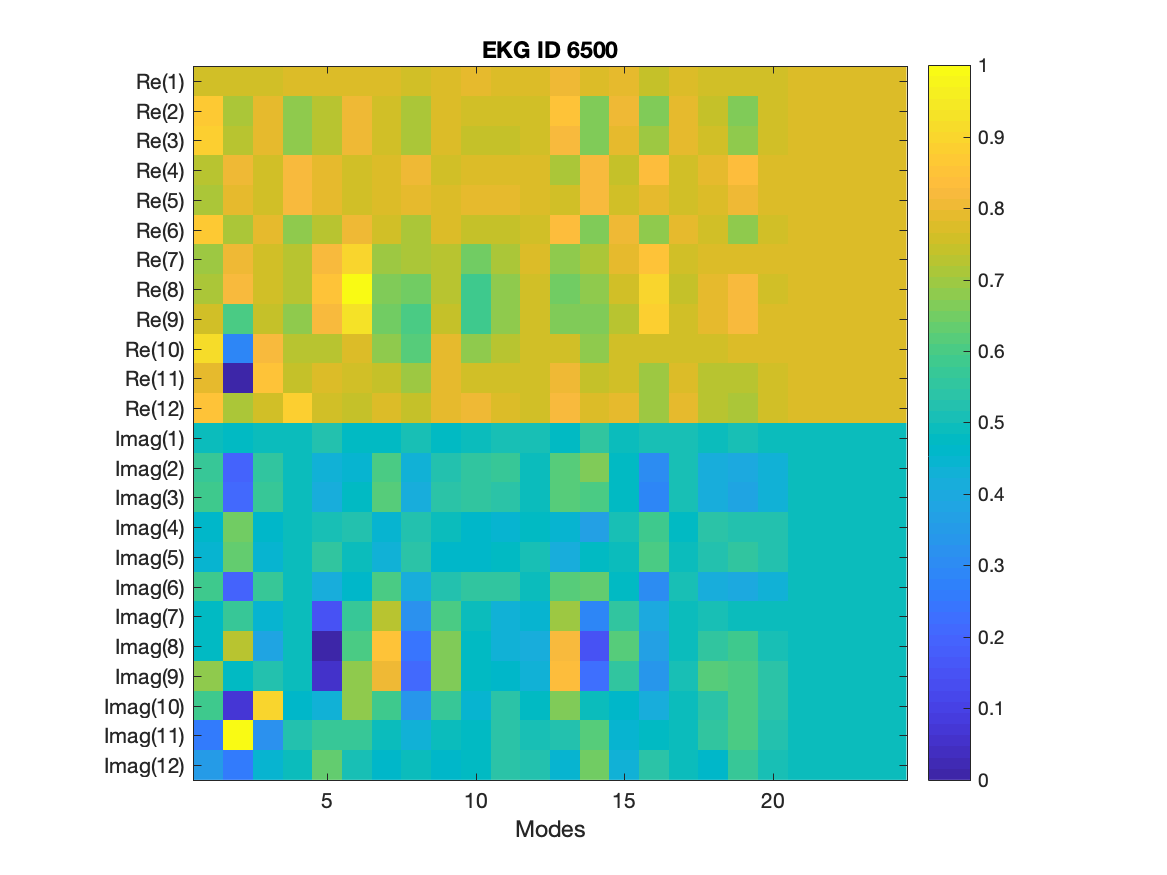 EKG ID 6500
Re(1)
Re(2)
Re(3)
Re(4)
Re(5)
Re(6)
Re(7)
Re(8)
Re(9)
Re(10)
Re(11)
Re(12)
Imag(1)
Imag(2)
Imag(3)
Imag(4)
Imag(5)
Imag(6)
Imag(7)
Imag(8)
Imag(9)
Imag(10)
Imag(11)
Imag(12)
5 10 15 20
Modes
1
0.9
0.8
0.7
0.6
0.5
0.4
0.3
0.2
0.1
0